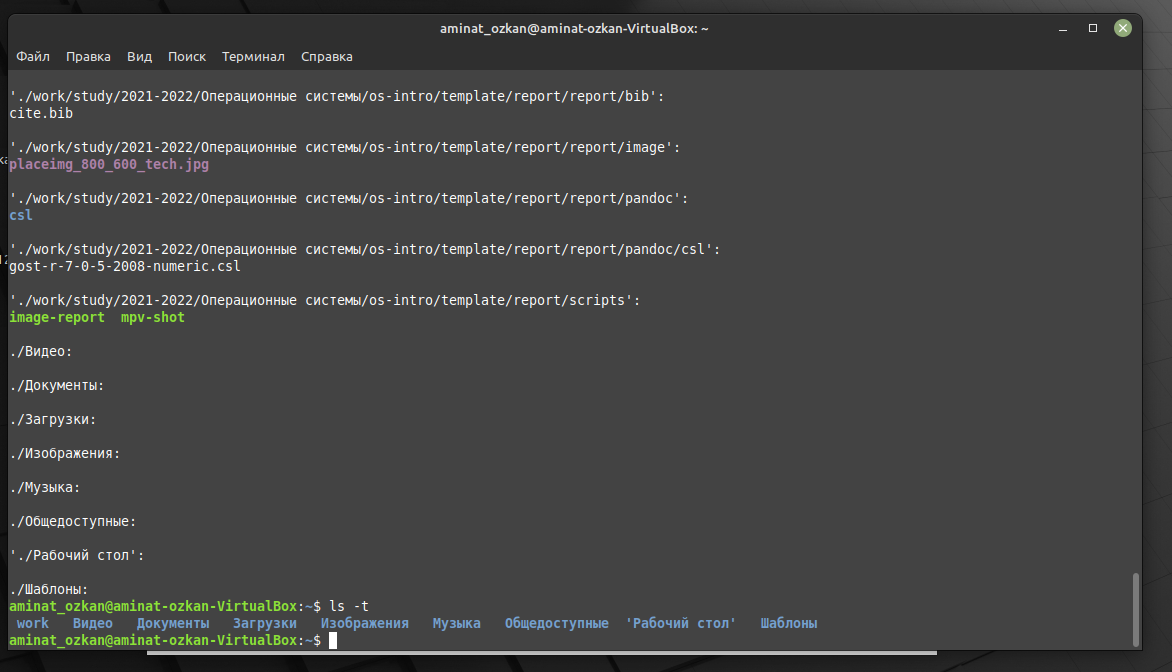 aminat_ozkan@aminat-ozkan-VirtualBox: ~
Файл Правка Вид Поиск Терминал Справка
'./work/study/2021-2022/Операционные системы/os-intro/template/report/report/bib':
cite.bib
'./work/study/2021-2022/Операционные системы/os-intro/template/report/report/image':
placeimg_800_600_tech.jpg
'./work/study/2021-2022/Операционные системы/os-intro/template/report/report/pandoc':
csl
'./work/study/2021-2022/Операционные системы/os-intro/template/report/report/pandoc/csl':
gost-r-7-0-5-2008-numeric.csl
'./work/study/2021-2022/Операционные системы/os-intro/template/report/scripts':
image-report  mpv-shot
./Видео:
./Документы:
./Загрузки:
./Изображения:
./Музыка:
./Общедоступные:
'./Рабочий стол':
./Шаблоны:
aminat_ozkan@aminat-ozkan-VirtualBox:~$ ls -t
work   Видео   Документы   Загрузки   Изображения   Музыка   Общедоступные  'Рабочий стол'   Шаблоны
aminat_ozkan@aminat-ozkan-VirtualBox:~$